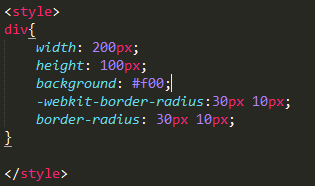 <style>
div{
width: 200px;
height: 100px;
background: #f00;
-webkit-border-radius:30px 10px;
border-radius: 30px 10px;
}
</style>